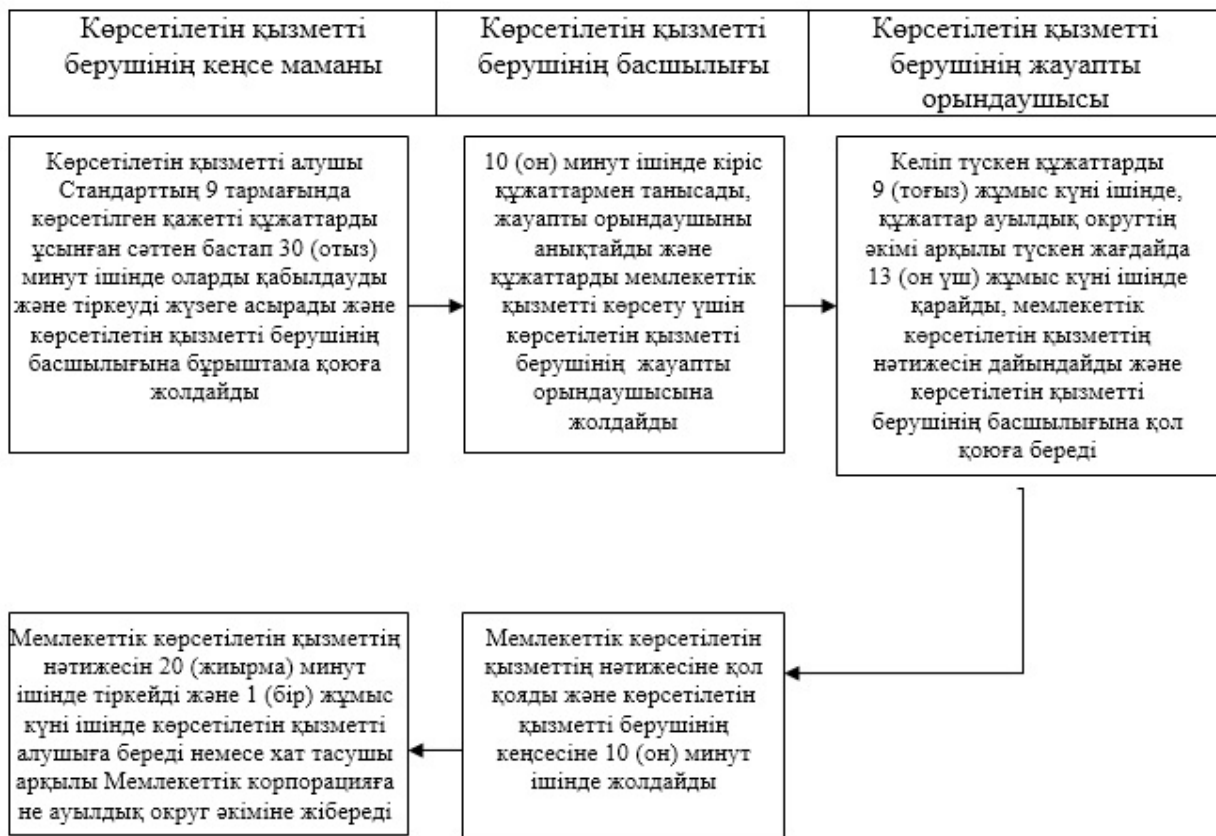 Көрсетілетін қызметті
берушінің кеңсе маманы
Көрсетілетін қызметті
берушінің басшылығы
Көрсетілетін қызметті
берушінің жауапты
орындаушысы
Көрсетілетін қызметті алушы
Стандарттың 9 тармағында
көрсетілген қажетті құжаттарды
ұсынған сәттен бастап 30 (отыз)
минут ішінде оларды қабылдауды
және тіркеуді жүзеге асырады және
көрсетілетін қызметті берушінің
басшылығына бұрыштама қоюға
жолдайды
10 (он) минут ішінде кіріс
құжаттармен танысады,
жауапты орындаушыны
анықтайды және
құжаттарды мемлекеттік
қызметті көрсету үшін
көрсетілетін қызметті
берушінің жауапты
орындаушысына
жолдайды
Келіп түскен құжаттарды
9 (тоғыз) жұмыс күні ішінде,
құжаттар ауылдық округтің
әкімі арқылы түскен жағдайда
13 (он үш) жұмыс күні ішінде
қарайды, мемлекеттік
көрсетілетін қызметтің
нәтижесін дайындайды және
көрсетілетін қызметті
берушінің басшылығына қол
қоюға береді
Мемлекеттік көрсетілетін қызметтің
нәтижесін 20 (жиырма) минут
ішінде тіркейді және 1 (бір) жұмыс
күні ішінде көрсетілетін қызметті
алушыға береді немесе хат тасушы
арқылы Мемлекеттік корпорацияға
не ауылдық округ әкіміне жібереді
Мемлекеттік көрсетілетін
қызметтің нәтижесіне қол
қояды және көрсетілетін
қызметті берушінің
кеңсесіне 10 (он) минут
ішінде жолдайды